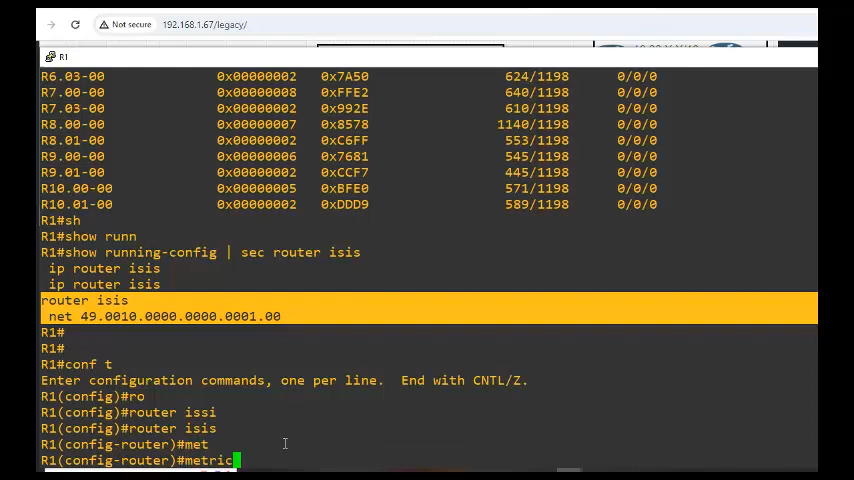 Not secure 192.168.1.67/legacy/
R1
R6.03-00 0x00000002 0x7A50 624/1198 0/0/0
R7.00-00 0x00000008 0xFFE2 640/1198 0/0/0
R7.03-00 0x00000002 0x992E 610/1198 0/0/0
R8.00-00 0x00000007 0x8578 1140/1198 0/0/0
R8.01-00 0x00000002 0xC6FF 553/1198 0/0/0
R9.00-00 0x00000006 0x7681 545/1198 0/0/0
R9.01-00 0x00000002 0xCCF7 445/1198 0/0/0
R10.00-00 0x00000005 0xBFE0 571/1198 0/0/0
R10.01-00 0x00000002 0xDDD9 589/1198 0/0/0
R1#sh
R1#show runn
R1#show running-config | sec router isis
ip router isis
ip router isis
router isis
net 49.0010.0000.0000.0001.00
R1#
R1#
R1#conf t
Enter configuration commands, one per line. End with CNTL/Z.
R1(config)#ro
R1(config)#router issi
R1(config)#router isis
R1(config-router)#met
R1(config-router)#metric